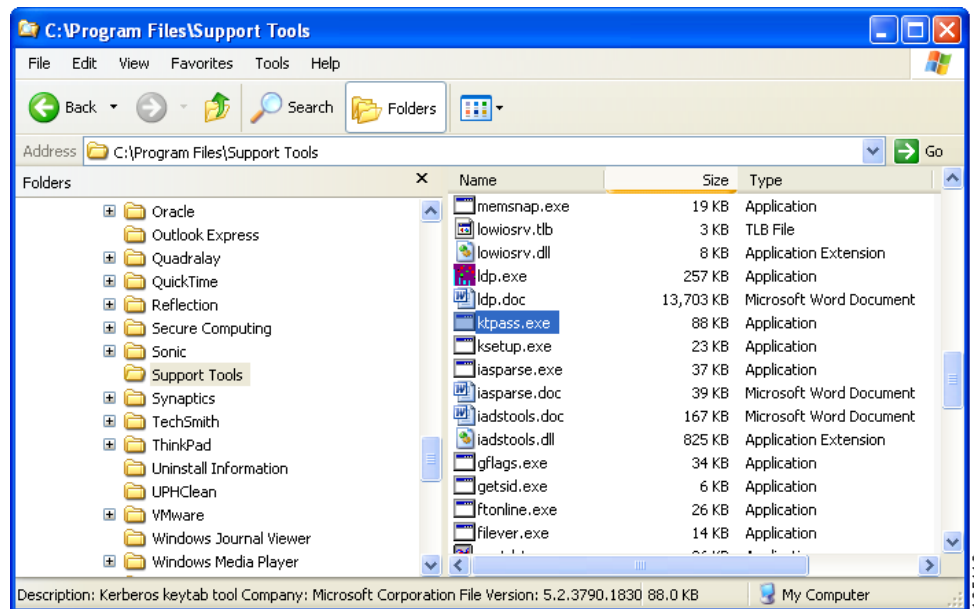 C:\Program Files\Support Tools
File Edit View Favorites Tools Help
Back Search Folders
Address C:\Program Files\Support Tools Go
Folders x Name Size Type
Oracle
Outlook Express
Quadralay
QuickTime
Reflection
Secure Computing
Sonic
Support Tools
Synaptics
TechSmith
ThinkPad
Uninstall Information
UPHClean
VMware
Windows Journal Viewer
Windows Media Player
memsnap.exe 19 KB Application
lowiosrv.tlb 3 KB TLB File
lowiosrv.dll 8 KB Application Extension
ldp.exe 257 KB Application
ldp.doc 13,703 KB Microsoft Word Document
ktpass.exe 88 KB Application
ksetup.exe 23 KB Application
iasparse.exe 37 KB Application
iasparse.doc 39 KB Microsoft Word Document
iadstools.doc 167 KB Microsoft Word Document
iadstools.dll 825 KB Application Extension
gflags.exe 34 KB Application
getsid.exe 6 KB Application
ftonline.exe 26 KB Application
filever.exe 14 KB Application
Description: Kerberos keytab tool Company: Microsoft Corporation File Version: 5.2.3790.1830 88.0 KB My Computer